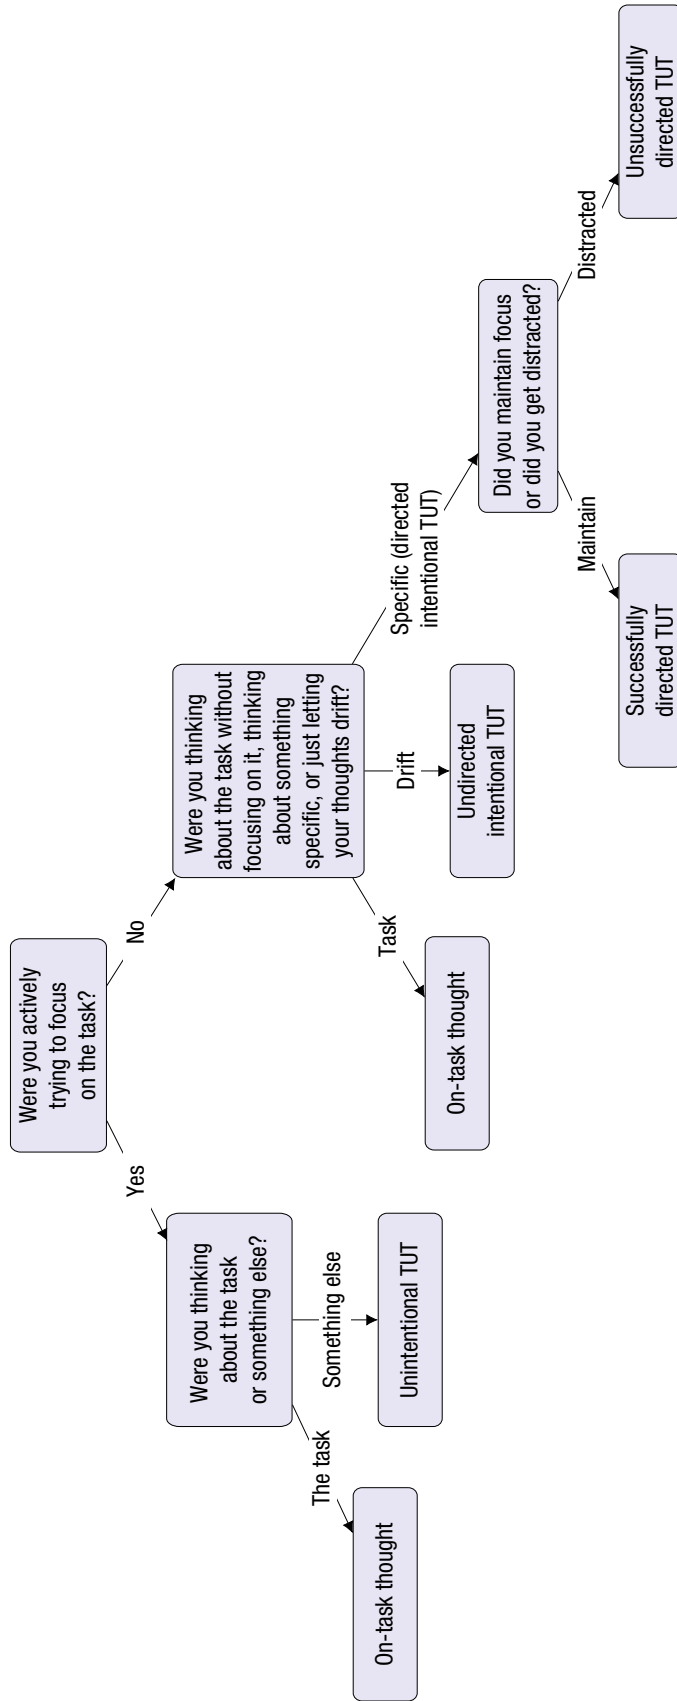 Were you actively
trying to focus
on the task?
Yes
No
Were you thinking
about the task
or something else?
The task
Something else
On-task thought
Unintentional TUT
Were you thinking
about the task without
focusing on it, thinking
about something
specific, or just letting
your thoughts drift?
Task
Drift
Specific (directed
intentional TUT)
On-task thought
Undirected
intentional TUT
Did you maintain focus
or did you get distracted?
Maintain
Distracted
Successfully
directed TUT
Unsuccessfully
directed TUT